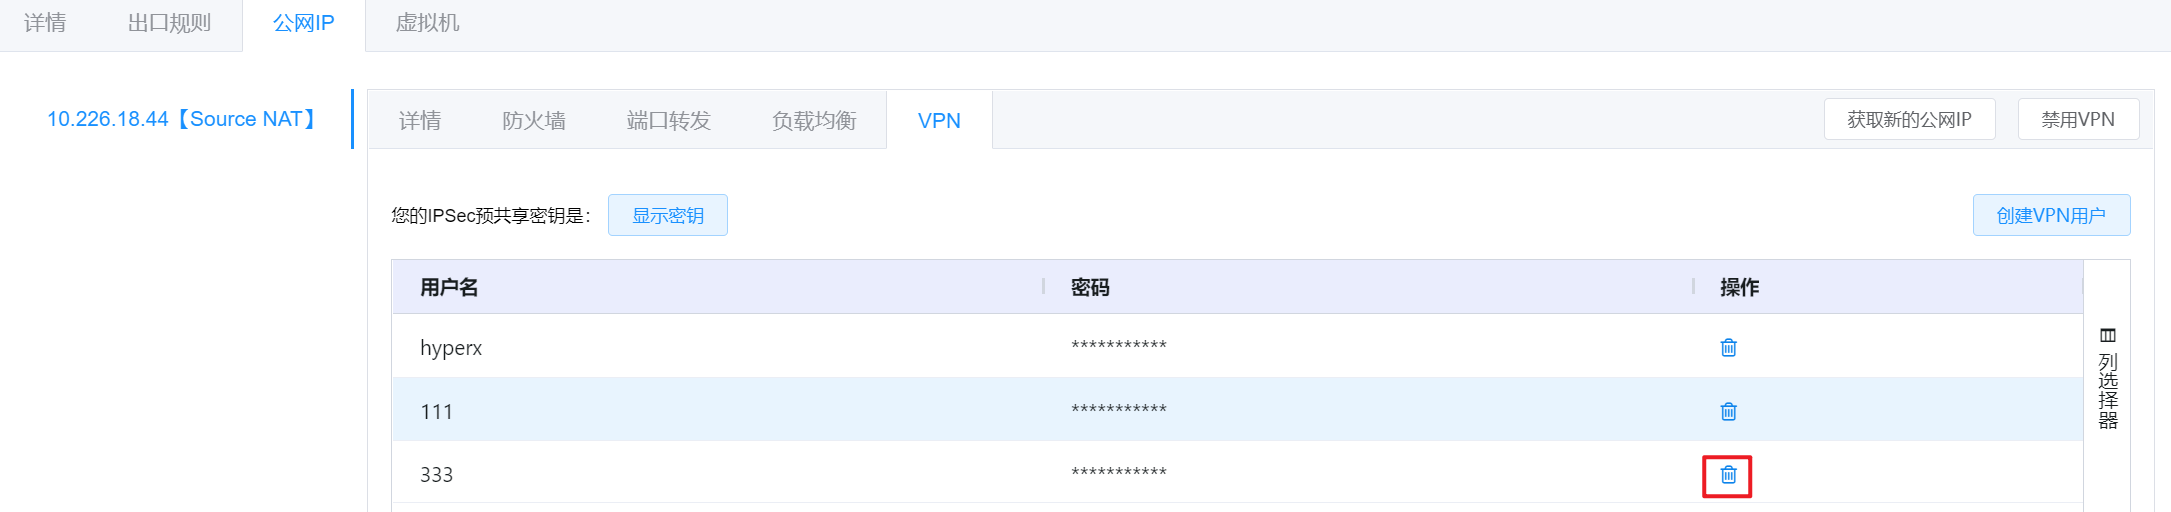 详情 出口规则 公网IP 虚拟机
10.226.18.44【Source NAT】
详情 防火墙 端口转发 负载均衡 VPN 获取新的公网IP 禁用VPN
您的IPSec预共享密钥是： 显示密钥 创建VPN用户
用户名 密码 操作
hyperx ***********
111 ***********
333 ***********
列选择器